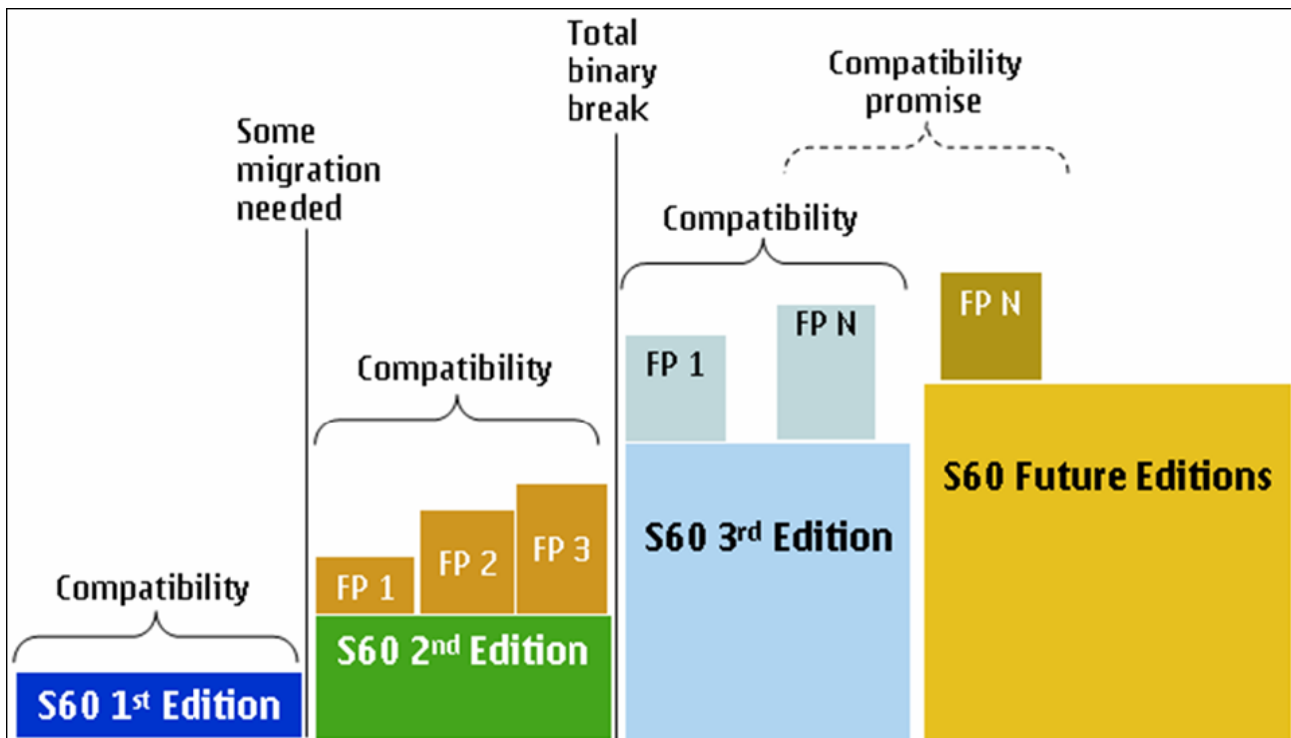 Total
binary
break
Compatibility
promise
Some
migration
needed
Compatibility
FP N
FP N
FP 1
Compatibility
S60 Future Editions
S60 3rd Edition
FP 3
FP 2
FP 1
Compatibility
S60 2nd Edition
S60 1st Edition